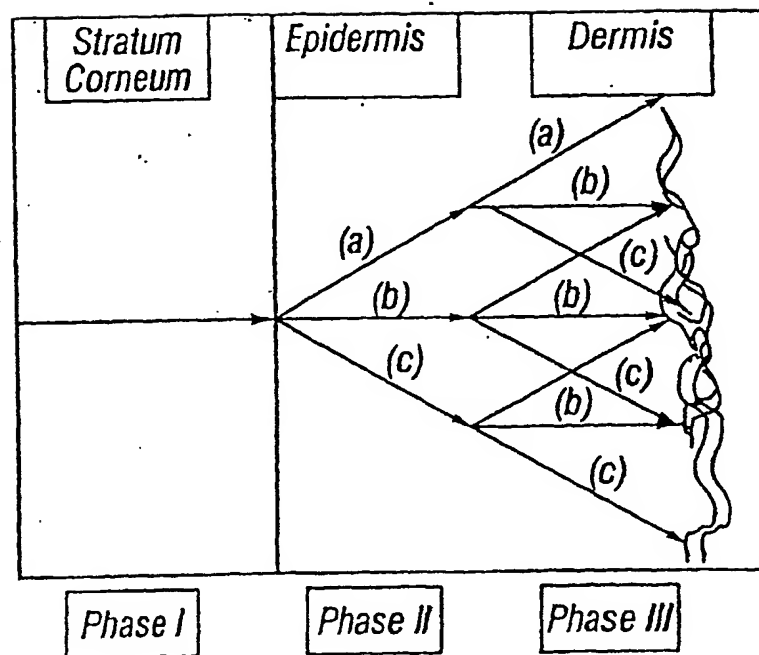 Stratum
Corneum
Epidermis
Dermis
(a)
(b)
(a)
(c)
(b)
(b)
(c)
(c)
(b)
(c)
Phase I
Phase II
Phase III